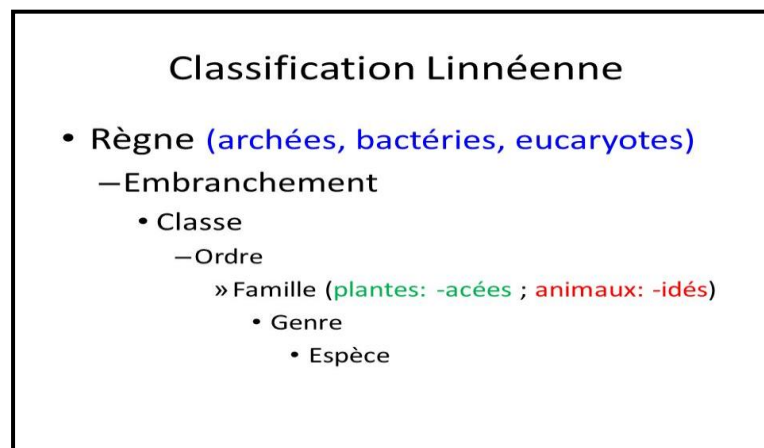 Classification Linnéenne
• Règne (archées, bactéries, eucaryotes)
–Embranchement
• Classe
–Ordre
» Famille (plantes: -acées ; animaux: -idés)
• Genre
• Espèce